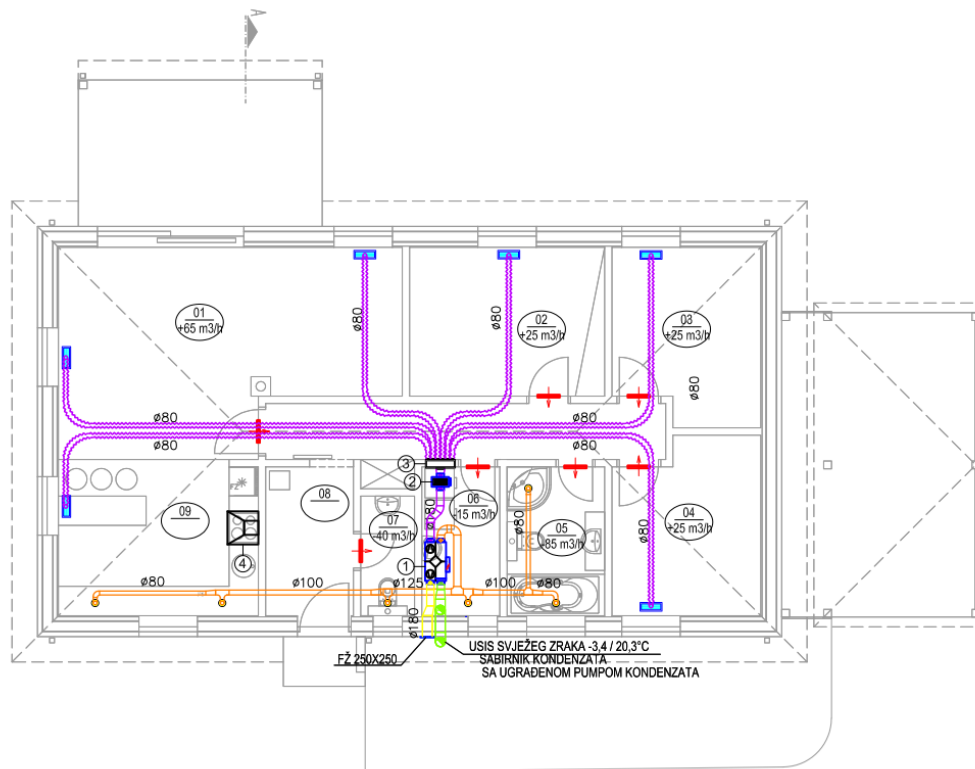 A
01
+65 m3/h
ø80
ø80
02
+25 m3/h
ø80
03
+25 m3/h
ø80
ø80
ø80
ø80
ø80
3
2
1
4
08
09
07
-40 m3/h
ø180
06
-15 m3/h
ø80
05
-85 m3/h
04
+25 m3/h
ø80
ø80
ø100
ø125
ø100
ø80
ø180
FŽ 250X250
USIS SVJEŽEG ZRAKA -3,4 / 20,3°C
SABIRNIK KONDENZATA
SA UGRAĐENOM PUMPOM KONDENZATA